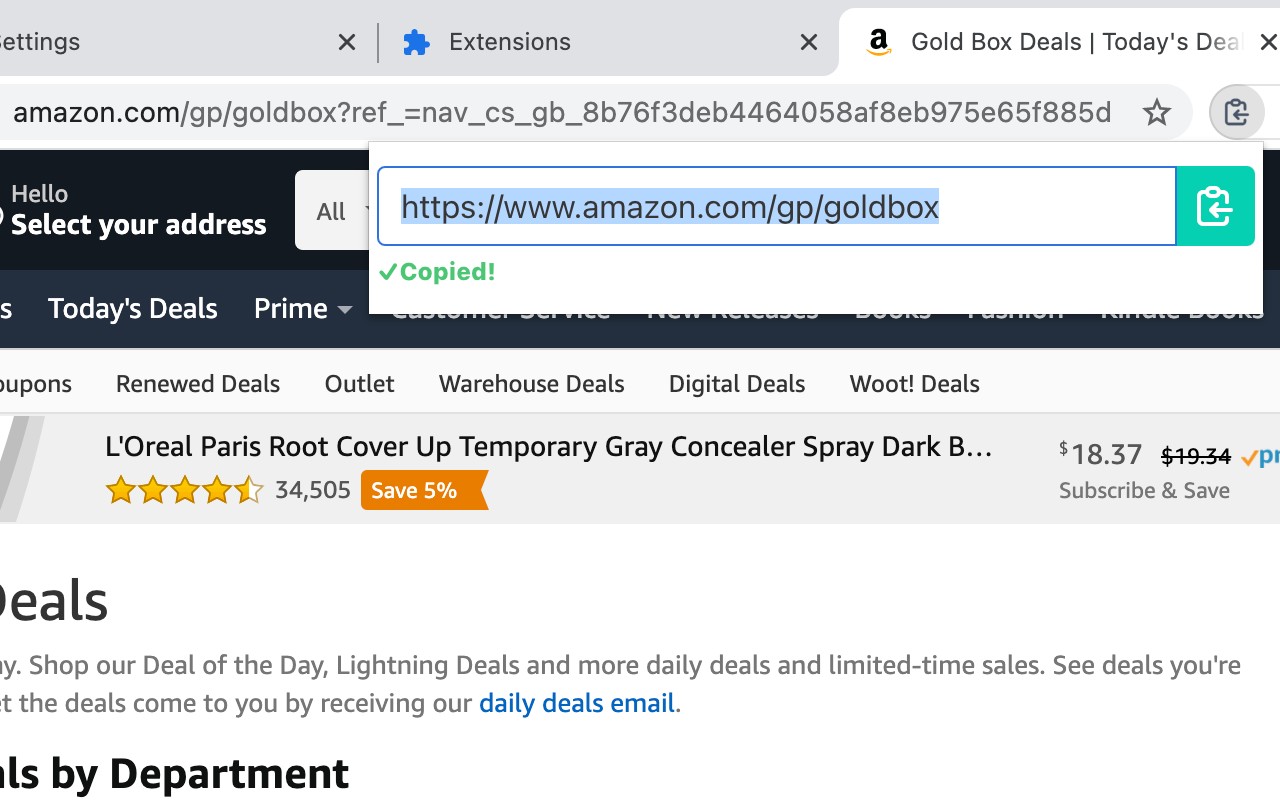 Settings
Extensions
Gold Box Deals | Today's Dea
amazon.com/gp/goldbox?ref_=nav_cs_gb_8b76f3deb4464058af8eb975e65f885d
https://www.amazon.com/gp/goldbox
Copied!
Hello
Select your address
All
s Today's Deals Prime Customer Service New Releases Books Fashion Kindle Books
oupons Renewed Deals Outlet Warehouse Deals Digital Deals Woot! Deals
L'Oreal Paris Root Cover Up Temporary Gray Concealer Spray Dark B...
34,505 Save 5%
$18.37 $19.34 pr
Subscribe & Save
Deals
ay. Shop our Deal of the Day, Lightning Deals and more daily deals and limited-time sales. See deals you're
et the deals come to you by receiving our daily deals email.
als by Department